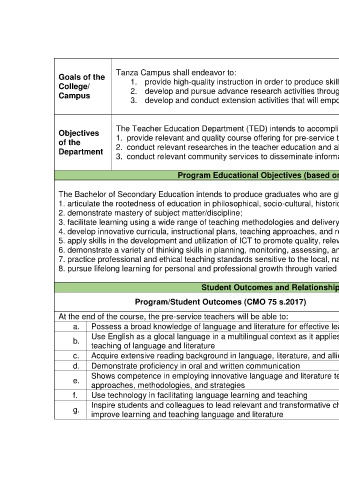 Goals of the
College/
Campus
Tanza Campus shall endeavor to:
1. provide high-quality instruction in order to produce skill
2. develop and pursue advance research activities throug
3. develop and conduct extension activities that will empo
Objectives
of the
Department
The Teacher Education Department (TED) intends to accompli
1. provide relevant and quality course offering for pre-service t
2. conduct relevant researches in the teacher education and al
3. conduct relevant community services to disseminate informa
Program Educational Objectives (based on
The Bachelor of Secondary Education intends to produce graduates who are gl
1. articulate the rootedness of education in philosophical, socio-cultural, historic
2. demonstrate mastery of subject matter/discipline;
3. facilitate learning using a wide range of teaching methodologies and delivery
4. develop innovative curricula, instructional plans, teaching approaches, and re
5. apply skills in the development and utilization of ICT to promote quality, relev
6. demonstrate a variety of thinking skills in planning, monitoring, assessing, an
7. practice professional and ethical teaching standards sensitive to the local, na
8. pursue lifelong learning for personal and professional growth through varied
Student Outcomes and Relationship
Program/Student Outcomes (CMO 75 s.2017)
At the end of the course, the pre-service teachers will be able to:
a. Possess a broad knowledge of language and literature for effective lea
b. Use English as a glocal language in a multilingual context as it applies
teaching of language and literature
c. Acquire extensive reading background in language, literature, and allie
d. Demonstrate proficiency in oral and written communication
e. Shows competence in employing innovative language and literature te
approaches, methodologies, and strategies
f. Use technology in facilitating language learning and teaching
g. Inspire students and colleagues to lead relevant and transformative ch
improve learning and teaching language and literature